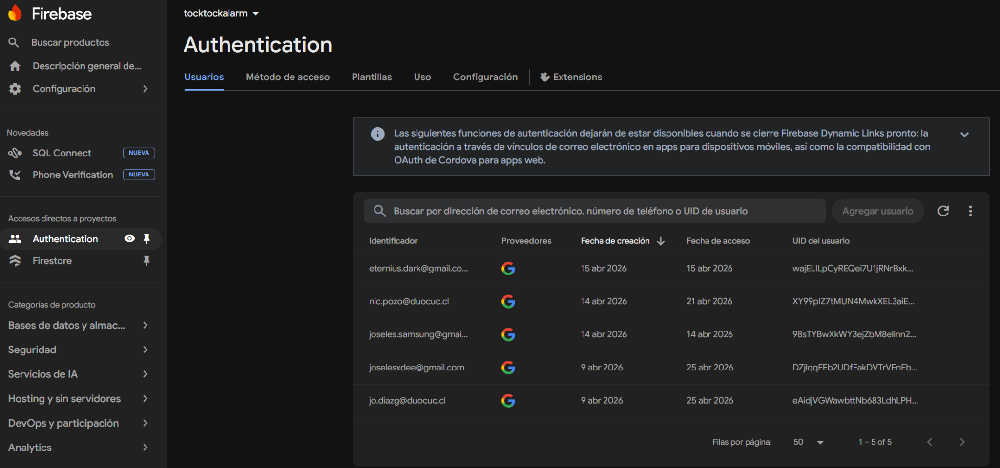 Firebase
Buscar productos
Descripción general de...
Configuración
Novedades
SQL Connect NUEVA
Phone Verification NUEVA
Accesos directos a proyectos
Authentication
Firestore
Categorías de producto
Bases de datos y almac...
Seguridad
Servicios de IA
Hosting y sin servidores
DevOps y participación
Analytics
tocktockalarm
Authentication
Usuarios Método de acceso Plantillas Uso Configuración Extensions
Las siguientes funciones de autenticación dejarán de estar disponibles cuando se cierre Firebase Dynamic Links pronto: la
autenticación a través de vínculos de correo electrónico en apps para dispositivos móviles, así como la compatibilidad con
OAuth de Cordova para apps web.
Buscar por dirección de correo electrónico, número de teléfono o UID de usuario Agregar usuario
Identificador Proveedores Fecha de creación Fecha de acceso UID del usuario
eternius.dark@gmail.co... 15 abr 2026 15 abr 2026 wajELlLpCyREQei7U1jRNrBxk...
nic.pozo@duocuc.cl 14 abr 2026 21 abr 2026 XY99pIZ7tMUN4MwkXEL3aiE...
joseles.samsung@gmai... 14 abr 2026 14 abr 2026 98sTYBwXkWY3ejZbM8elinn2...
joselesxdee@gmail.com 9 abr 2026 25 abr 2026 DZjlqqFEb2UDfFakDVTrVEnEb...
jo.diazg@duocuc.cl 9 abr 2026 25 abr 2026 eAidjVGWawbttNb683LdhLPH...
Filas por página: 50 1 – 5 of 5